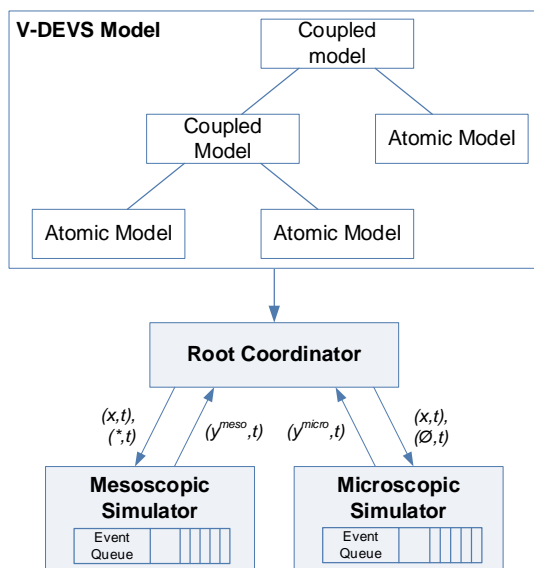 V-DEVS Model
Coupled
model
Coupled
Model
Atomic Model
Atomic Model
Atomic Model
Root Coordinator
(x,t),
(*,t)
(y^meso,t)
(y^micro,t)
(x,t),
(Ø,t)
Mesoscopic
Simulator
Event
Queue
Microscopic
Simulator
Event
Queue